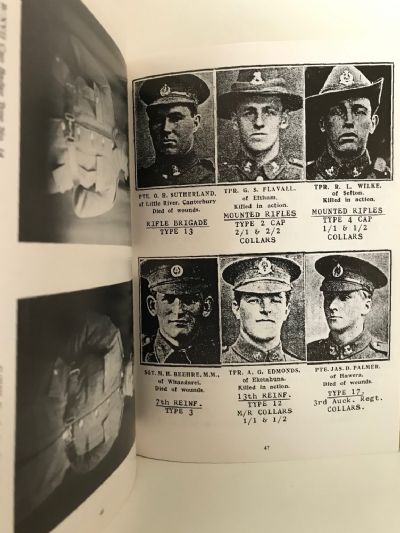 PTE. O. R. SUTHERLAND,
of Little River, Canterbury
Died of wounds.
RIFLE BRIGADE
TYPE 13
TPR. G. S. FLAVALL,
of Eltham.
Killed in action.
MOUNTED RIFLES
TYPE 2 CAP
2/1 & 2/2
COLLARS
TPR. R. L. WILKE,
of Sefton.
Killed in action.
MOUNTED RIFLES
TYPE 4 CAP
1/1 & 1/2
COLLARS
SGT. M. H. BEEHRE, M.M.,
of Whandarei.
Died of wounds.
7th REINF.
TYPE 3
TPR. A. G. EDMONDS,
of Eketahuna.
Killed in action.
13th REINF.
TYPE 12
M/R COLLARS
1/1 & 1/2
PTE. JAS. D. PALMER,
of Hawera.
Died of wounds.
TYPE 17.
3rd Auck. Regt.
COLLARS.
47